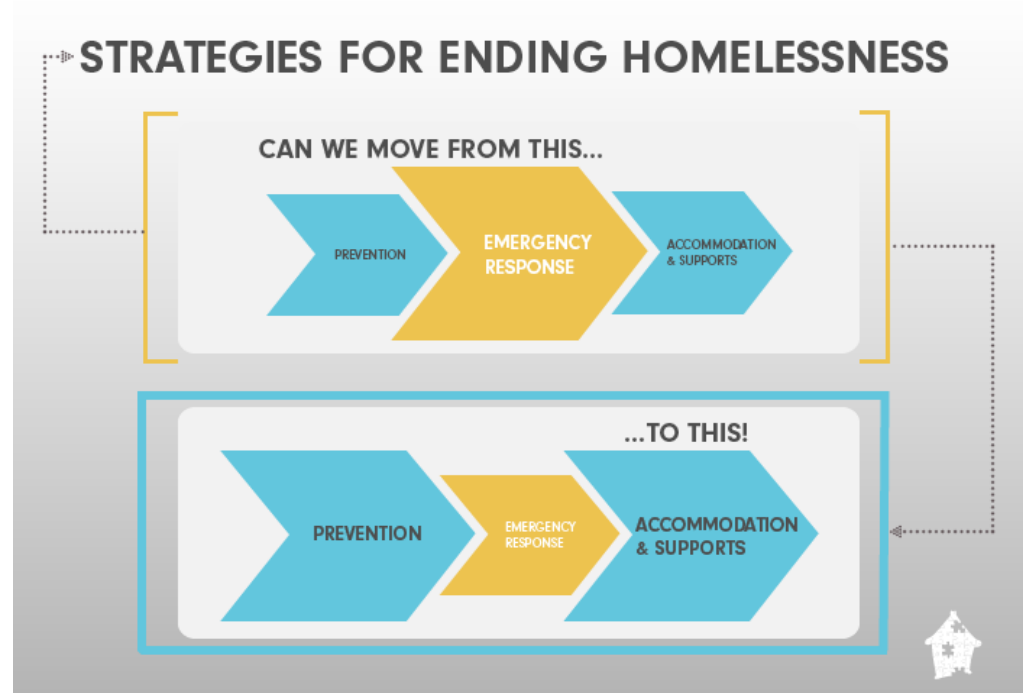 STRATEGIES FOR ENDING HOMELESSNESS
CAN WE MOVE FROM THIS...
PREVENTION
EMERGENCY
RESPONSE
ACCOMMODATION
& SUPPORTS
...TO THIS!
PREVENTION
EMERGENCY
RESPONSE
ACCOMMODATION
& SUPPORTS